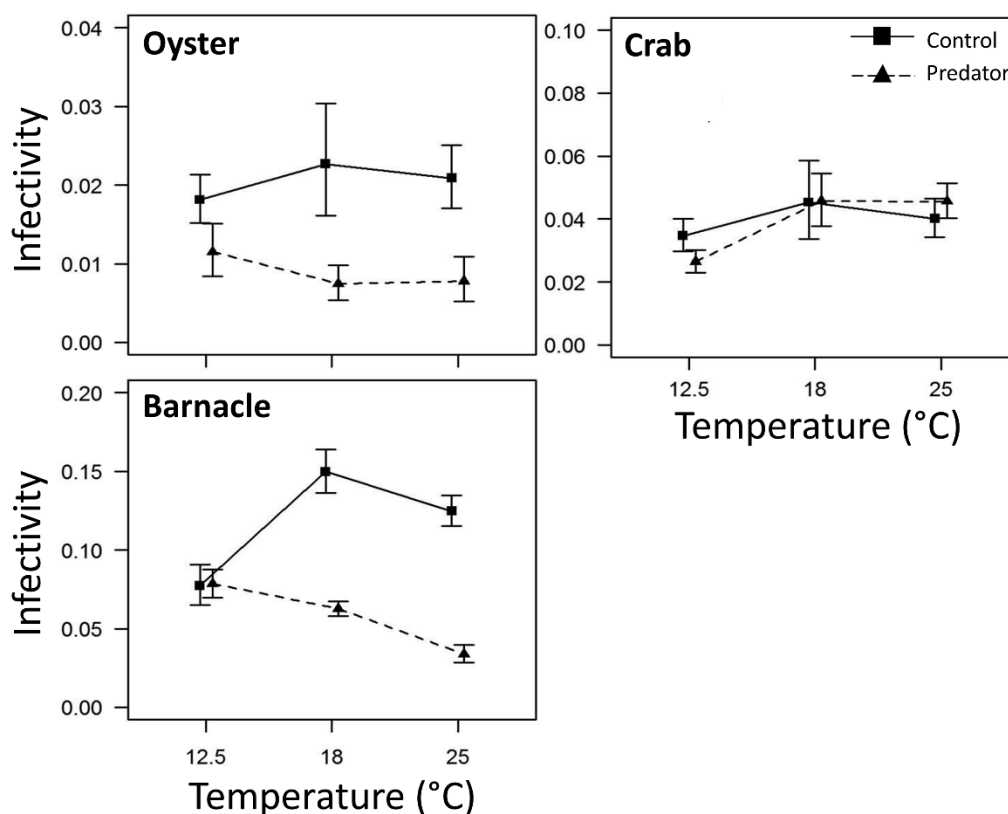 Oyster
Infectivity
0.04
0.03
0.02
0.01
0.00
Crab
Control
Predator
0.10
0.08
0.06
0.04
0.02
0.00
12.5 18 25
Temperature (°C)
Barnacle
Infectivity
0.20
0.15
0.10
0.05
0.00
12.5 18 25
Temperature (°C)